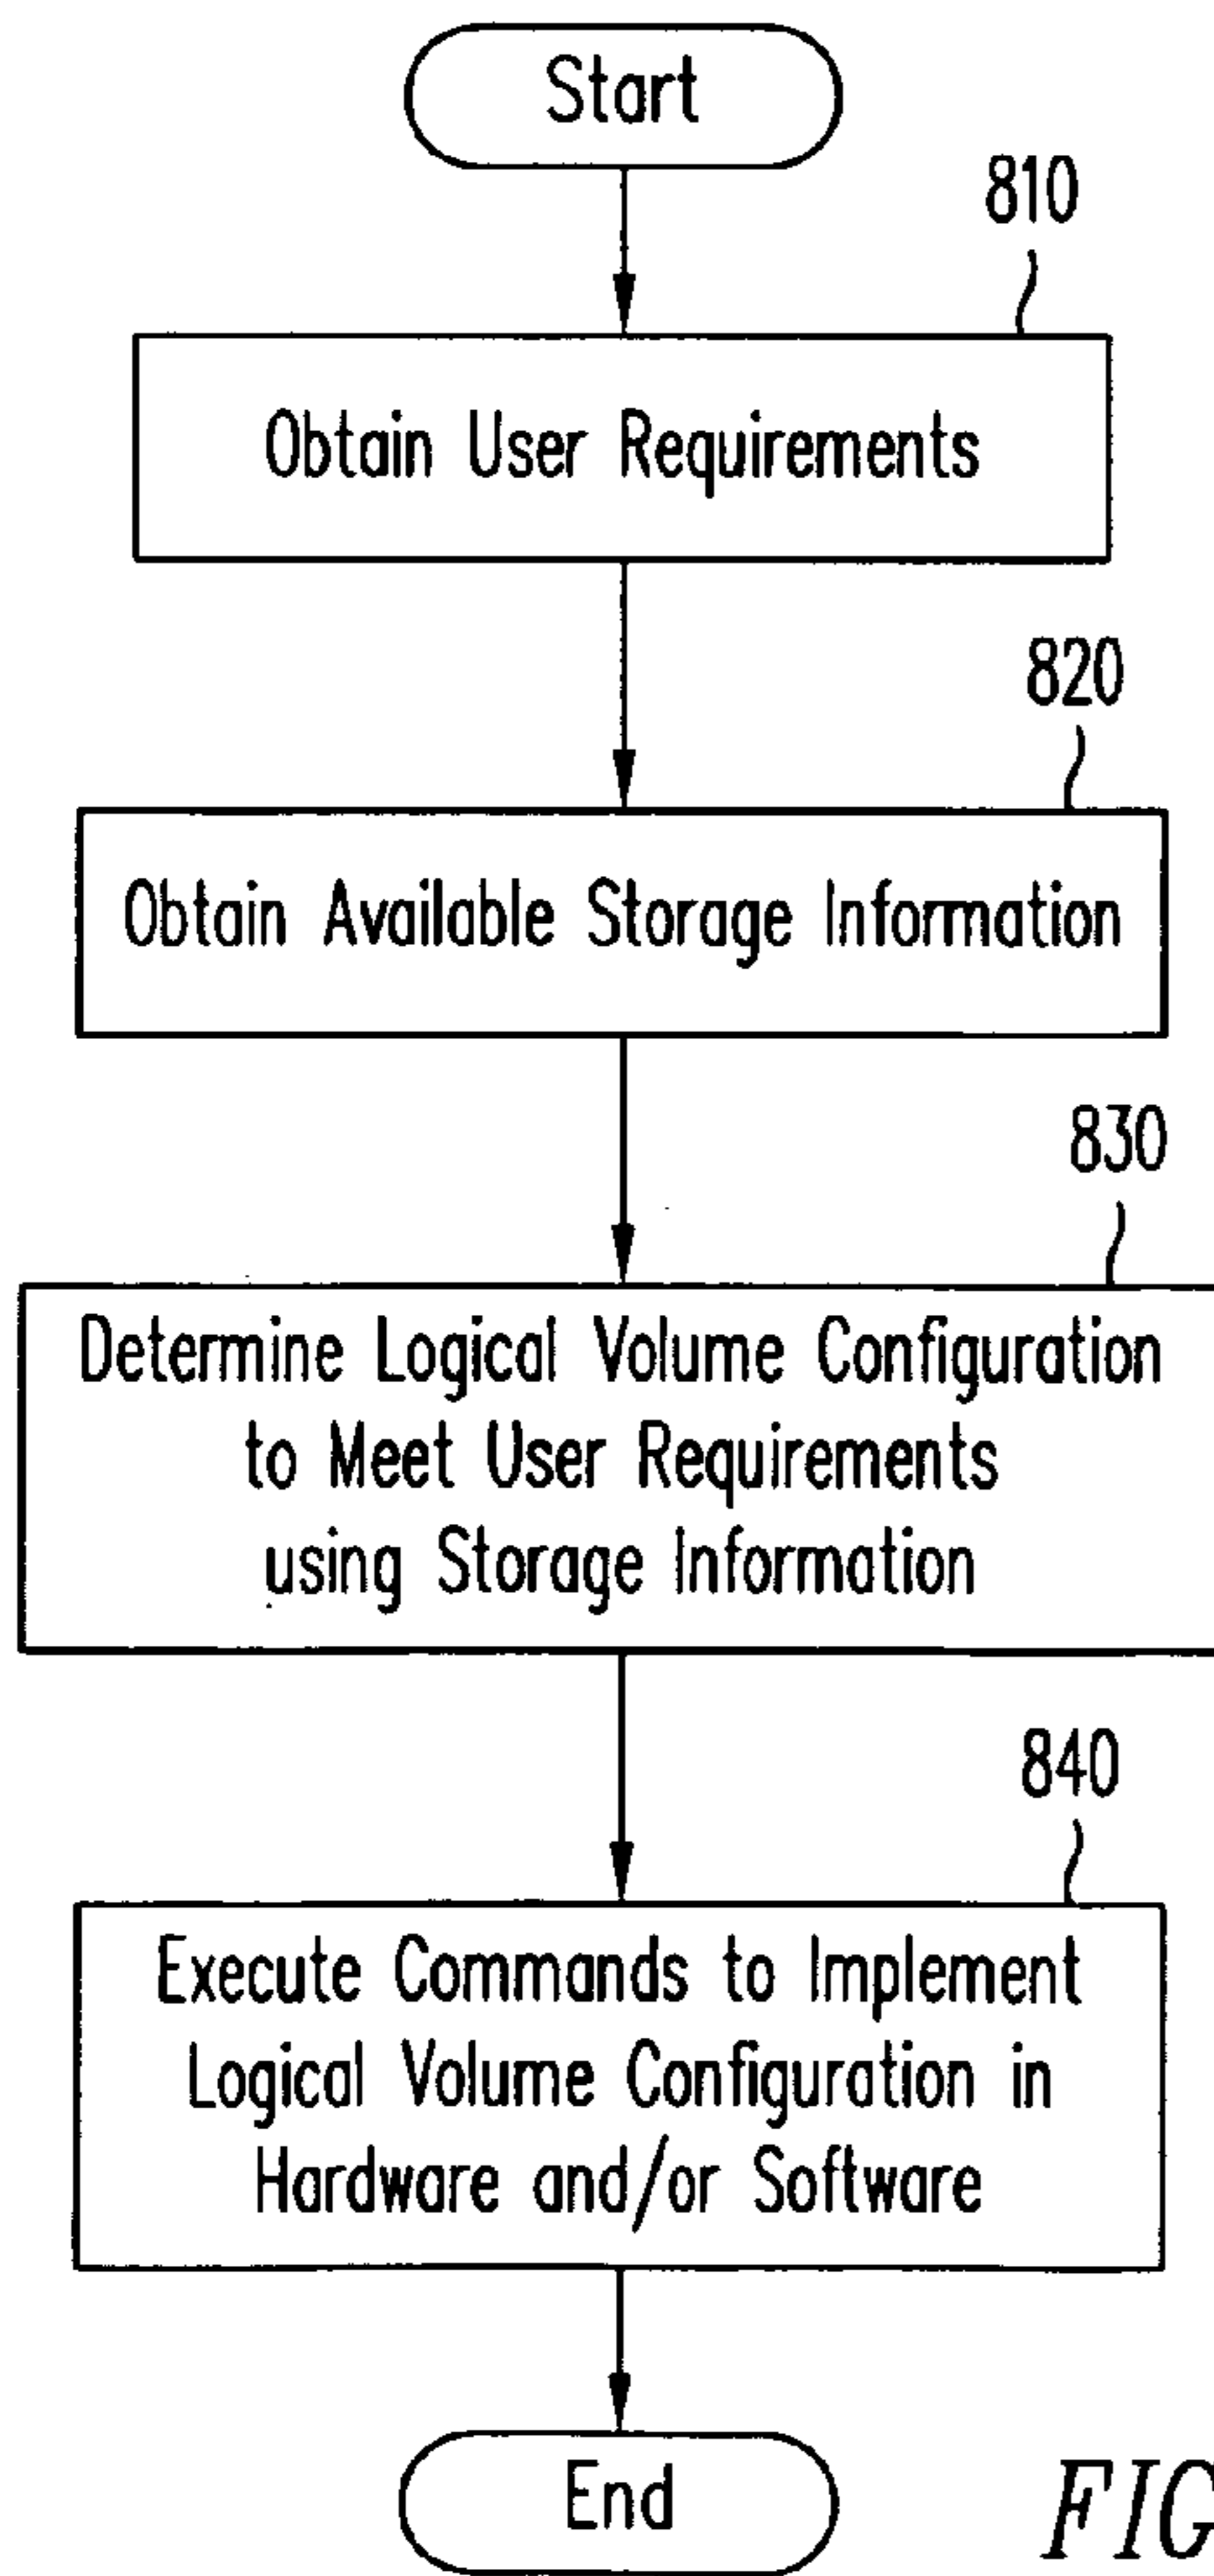 Start
810
Obtain User Requirements
820
Obtain Available Storage Information
830
Determine Logical Volume Configuration
to Meet User Requirements
using Storage Information
840
Execute Commands to Implement
Logical Volume Configuration in
Hardware and/or Software
End
FIG